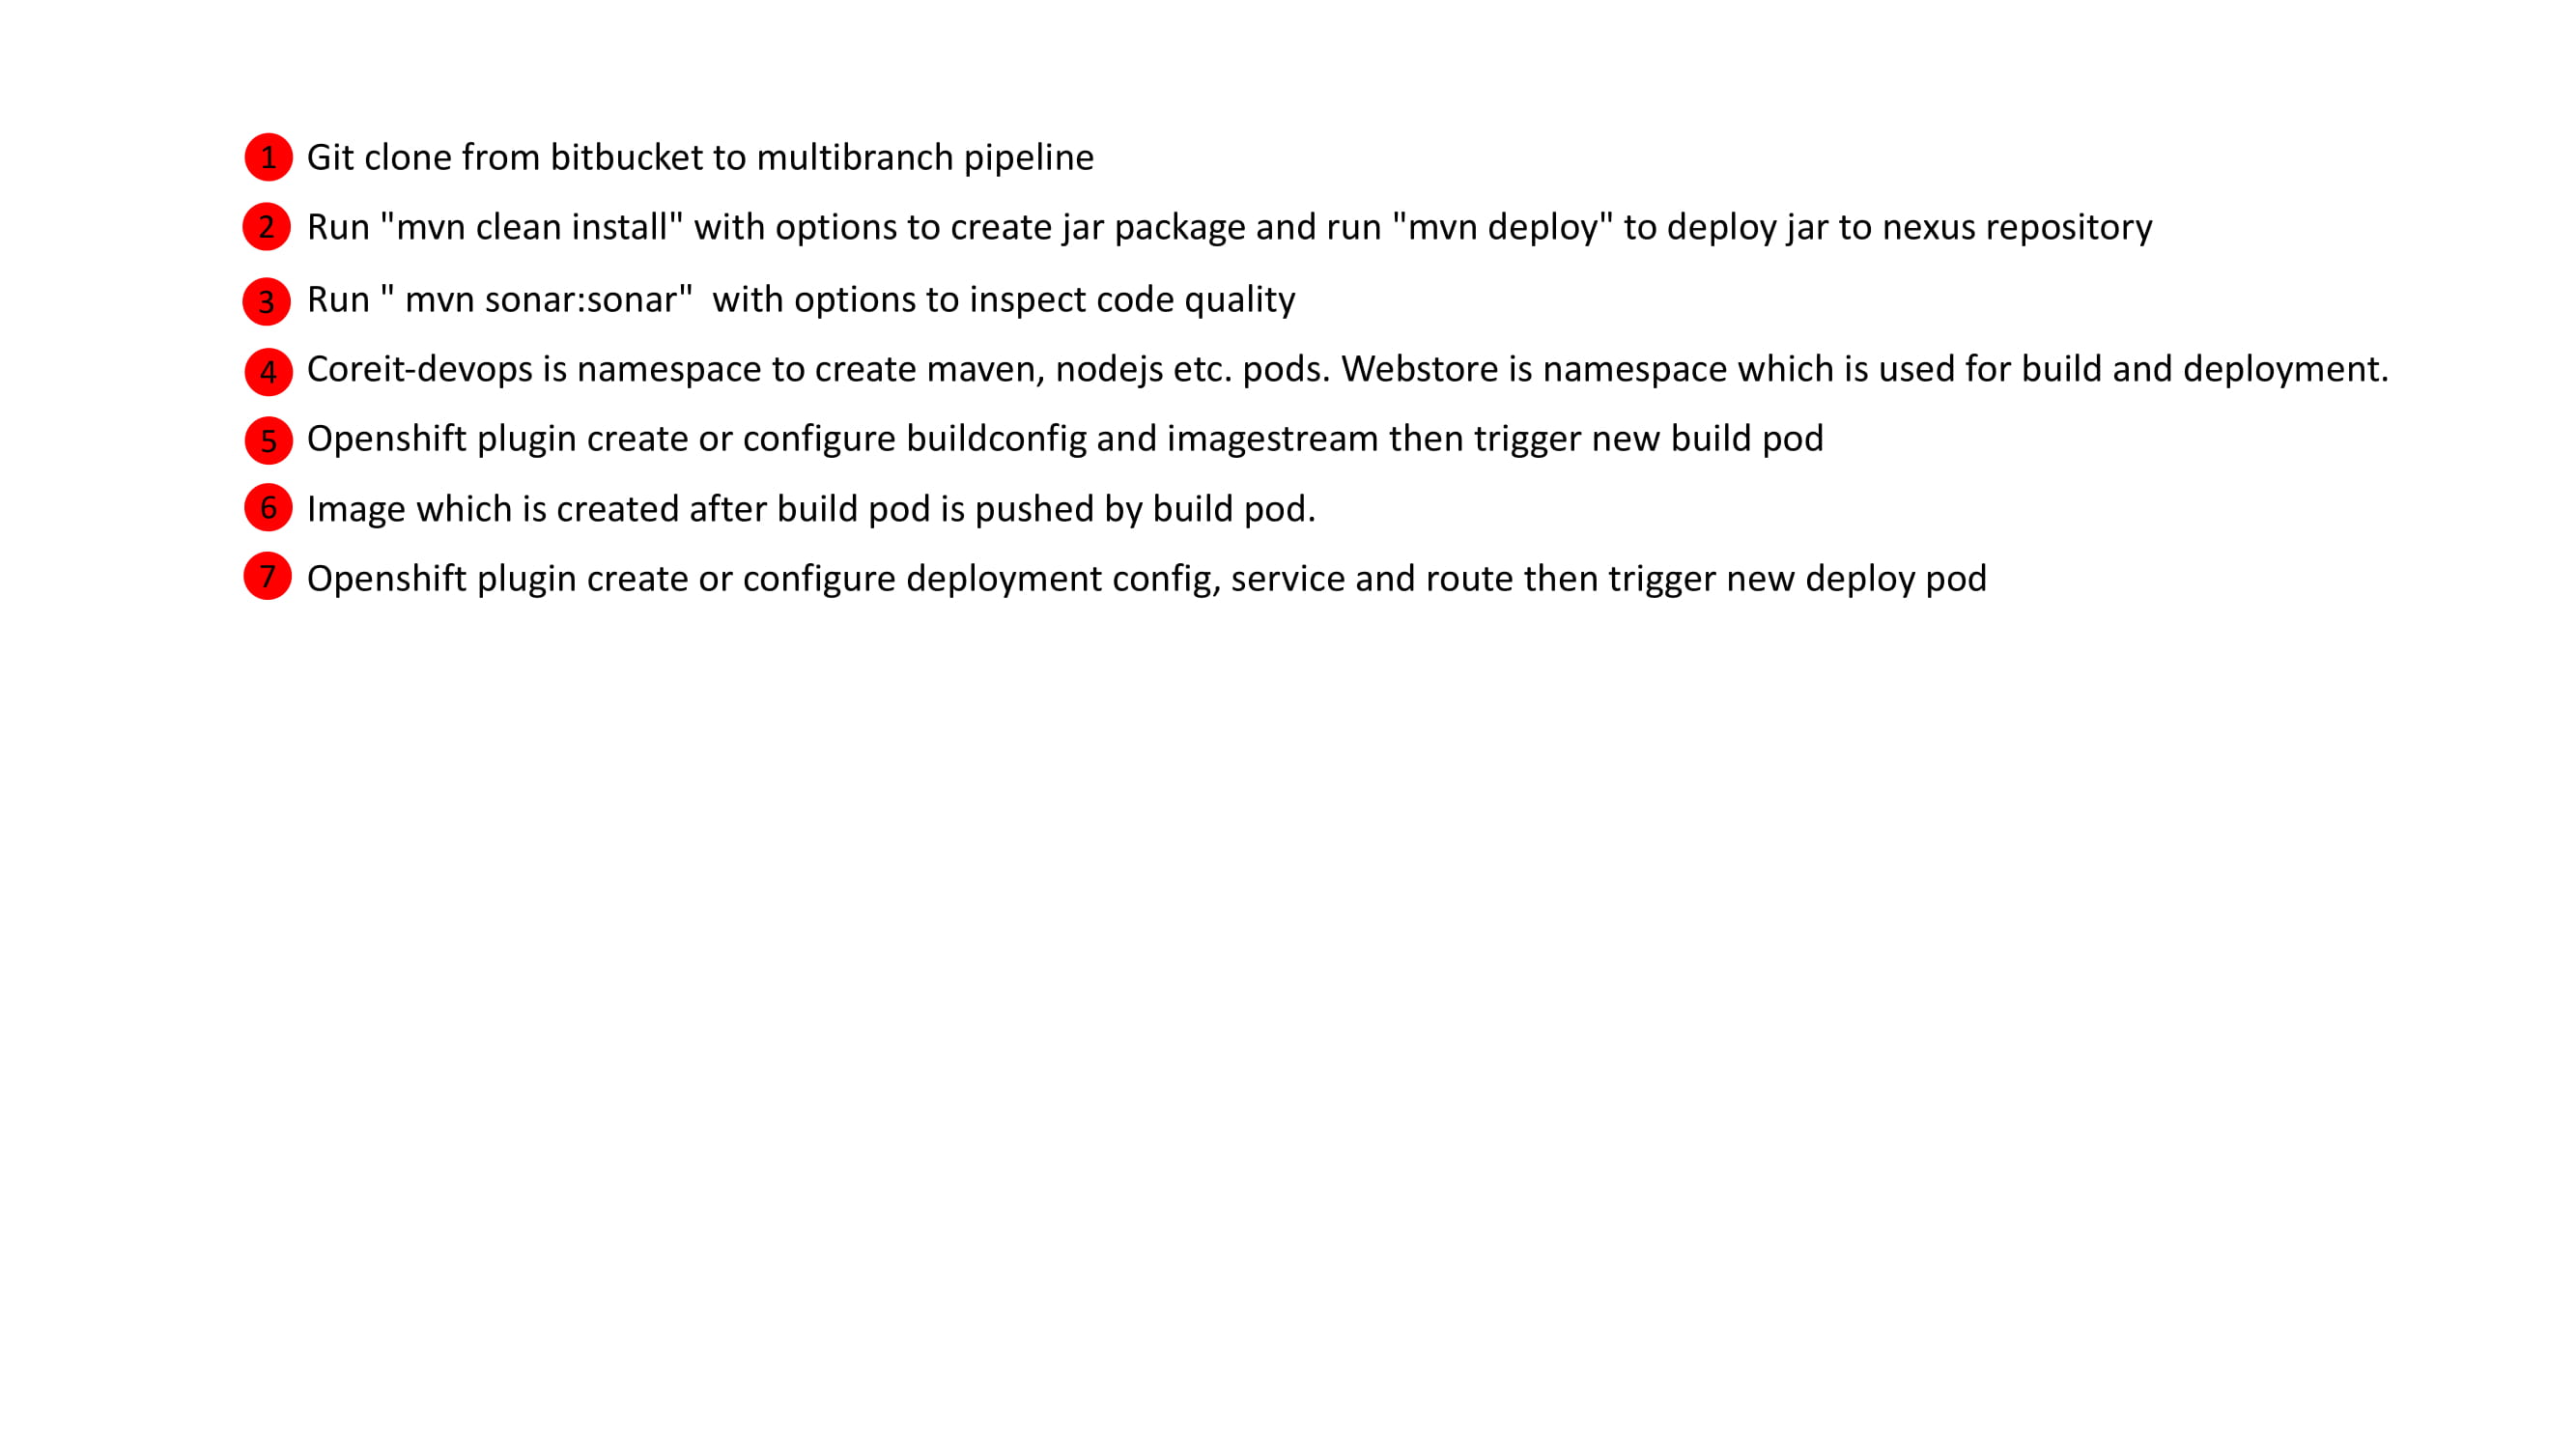 1 Git clone from bitbucket to multibranch pipeline
2 Run "mvn clean install" with options to create jar package and run "mvn deploy" to deploy jar to nexus repository
3 Run " mvn sonar:sonar"  with options to inspect code quality
4 Coreit-devops is namespace to create maven, nodejs etc. pods. Webstore is namespace which is used for build and deployment.
5 Openshift plugin create or configure buildconfig and imagestream then trigger new build pod
6 Image which is created after build pod is pushed by build pod.
7 Openshift plugin create or configure deployment config, service and route then trigger new deploy pod